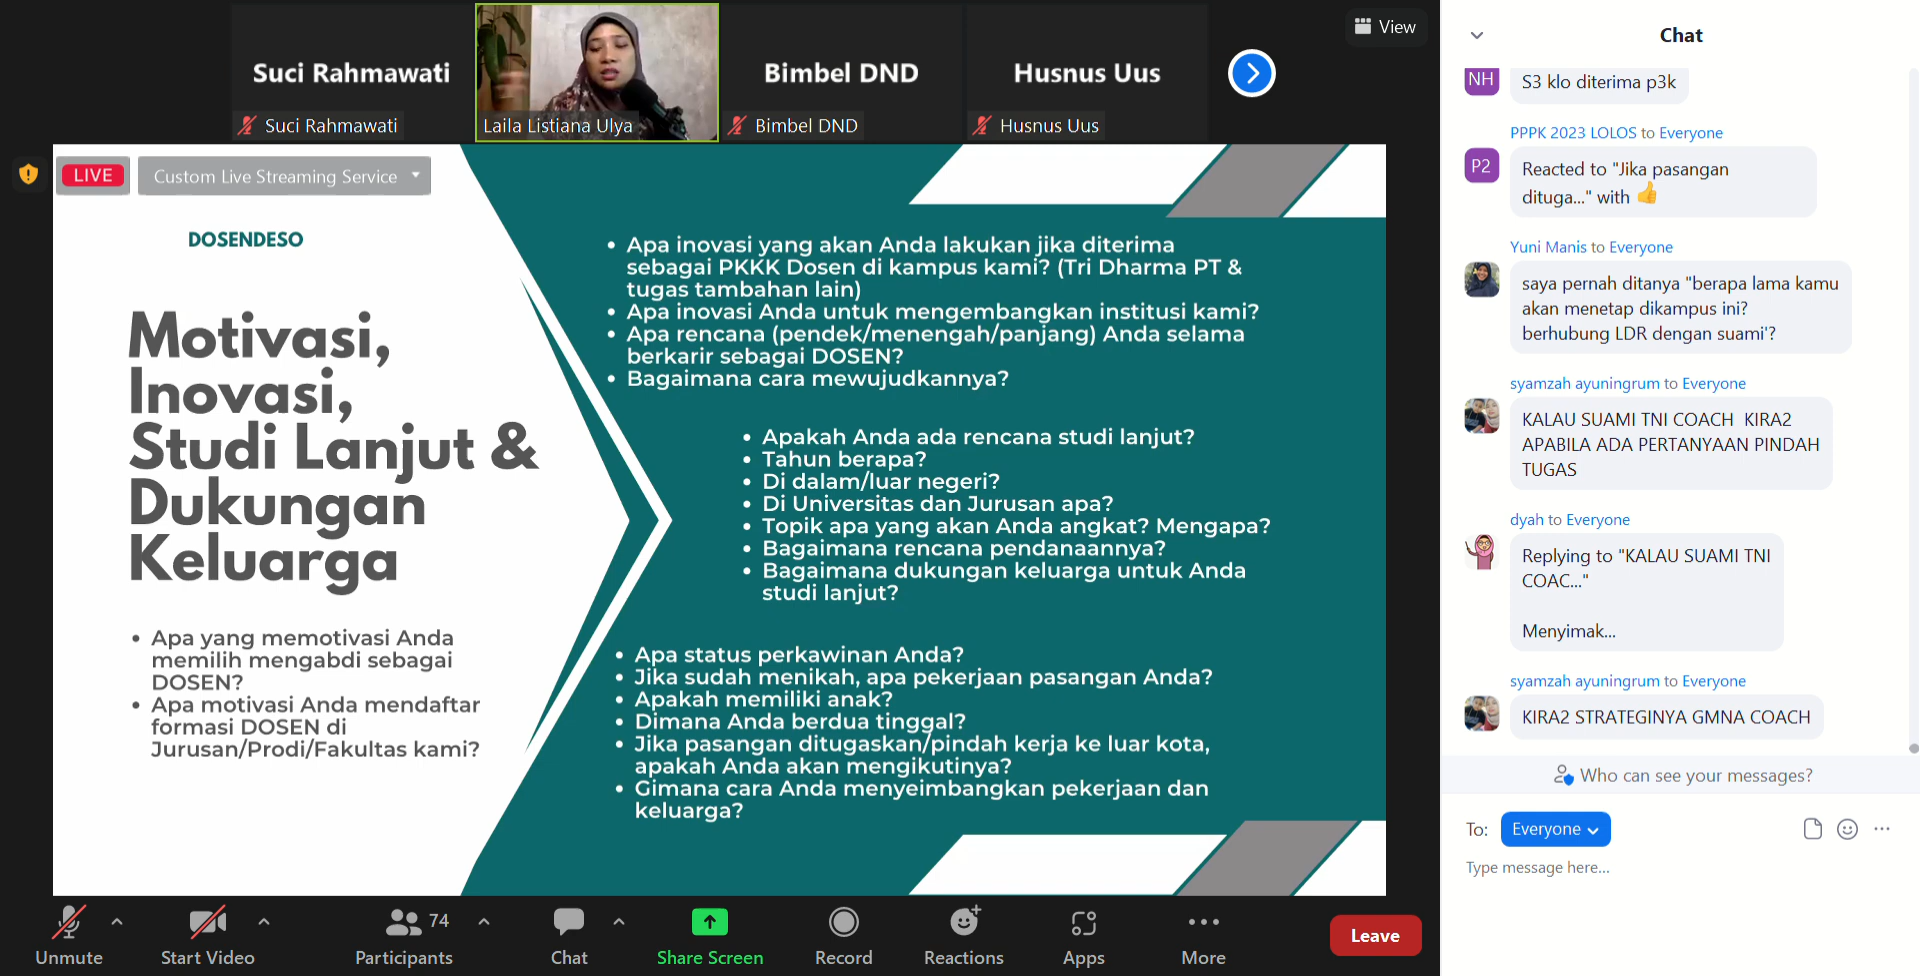 Suci Rahmawati
Suci Rahmawati
Laila Listiana Ulya
Bimbel DND
Bimbel DND
Husnus Uus
Husnus Uus
View
LIVE
Custom Live Streaming Service
DOSENDESO
Motivasi,
Inovasi,
Studi Lanjut &
Dukungan
Keluarga
• Apa yang memotivasi Anda
memilih mengabdi sebagai
DOSEN?
• Apa motivasi Anda mendaftar
formasi DOSEN di
Jurusan/Prodi/Fakultas kami?
• Apa inovasi yang akan Anda lakukan jika diterima
sebagai PKKK Dosen di kampus kami? (Tri Dharma PT &
tugas tambahan lain)
• Apa inovasi Anda untuk mengembangkan institusi kami?
• Apa rencana (pendek/menengah/panjang) Anda selama
berkarir sebagai DOSEN?
• Bagaimana cara mewujudkannya?
• Apakah Anda ada rencana studi lanjut?
• Tahun berapa?
• Di dalam/luar negeri?
• Di Universitas dan Jurusan apa?
• Topik apa yang akan Anda angkat? Mengapa?
• Bagaimana rencana pendanaannya?
• Bagaimana dukungan keluarga untuk Anda
studi lanjut?
• Apa status perkawinan Anda?
• Jika sudah menikah, apa pekerjaan pasangan Anda?
• Apakah memiliki anak?
• Dimana Anda berdua tinggal?
• Jika pasangan ditugaskan/pindah kerja ke luar kota,
apakah Anda akan mengikutinya?
• Gimana cara Anda menyeimbangkan pekerjaan dan
keluarga?
Unmute
Start Video
74
Participants
Chat
Share Screen
Record
Reactions
Apps
More
Leave
Chat
NH
S3 klo diterima p3k
PPPK 2023 LOLOS to Everyone
P2
Reacted to "Jika pasangan
dituga..." with 👍
Yuni Manis to Everyone
saya pernah ditanya "berapa lama kamu
akan menetap dikampus ini?
berhubung LDR dengan suami'?
syamzah ayuningrum to Everyone
KALAU SUAMI TNI COACH  KIRA2
APABILA ADA PERTANYAAN PINDAH
TUGAS
dyah to Everyone
Replying to "KALAU SUAMI TNI
COAC..."
Menyimak...
syamzah ayuningrum to Everyone
KIRA2 STRATEGINYA GMNA COACH
Who can see your messages?
To: Everyone
Type message here...